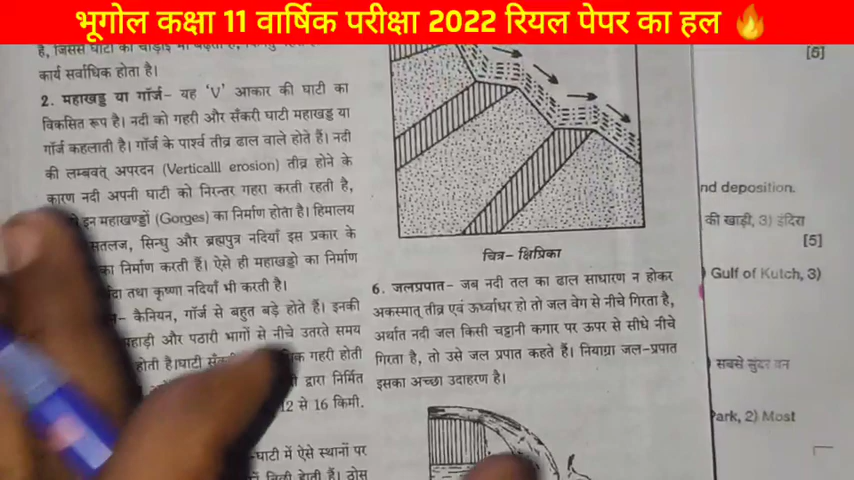 भूगोल कक्षा 11 वार्षिक परीक्षा 2022 रियल पेपर का हल 🔥
है, जिससे घाटी की चौड़ाई भी
कार्य सर्वाधिक होता है।
2. महाखड्ड या गॉर्ज- यह 'V' आकार की घाटी का
विकसित रूप है। नदी को गहरी और सँकरी घाटी महाखड्ड या
गॉर्ज कहलाती है। गॉर्ज के पार्श्व तीव्र ढाल वाले होते हैं। नदी
की लम्बवत् अपरदन (Verticalll erosion) तीव्र होने के
कारण नदी अपनी घाटी को निरन्तर गहरा करती रहती है,
इन महाखण्डों (Gorges) का निर्माण होता है। हिमालय
सतलज, सिन्धु और ब्रह्मपुत्र नदियाँ इस प्रकार के
का निर्माण करती हैं। ऐसे ही महाखड्डो का निर्माण
तथा कृष्णा नदियाँ भी करती है।
कैनियन, गॉर्ज से बहुत बड़े होते हैं। इनकी
पहाड़ी और पठारी भागों से नीचे उतरते समय
होती है।घाटी गहरी होती
द्वारा निर्मित
12 से 16 किमी.
घाटी में ऐसे स्थानों पर
होती हैं। ठोस
चित्र- क्षिप्रिका
6. जलप्रपात- जब नदी तल का ढाल साधारण न होकर
अकस्मात् तीव्र एवं ऊर्ध्वाधर हो तो जल वेग से नीचे गिरता है,
अर्थात नदी जल किसी चट्टानी कगार पर ऊपर से सीधे नीचे
गिरता है, तो उसे जल प्रपात कहते हैं। नियाग्रा जल-प्रपात
इसका अच्छा उदाहरण है।
[5]
nd deposition.
की खाड़ी, 3) इंदिरा
[5]
Gulf of Kutch, 3)
सबसे सुंदर वन
Park, 2) Most